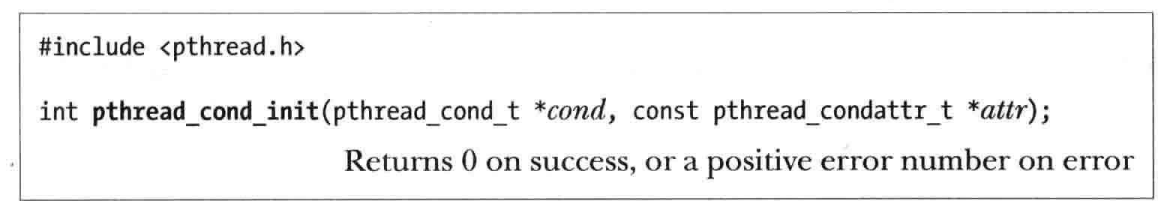 #include <pthread.h>
int pthread_cond_init(pthread_cond_t *cond, const pthread_condattr_t *attr);
Returns 0 on success, or a positive error number on error